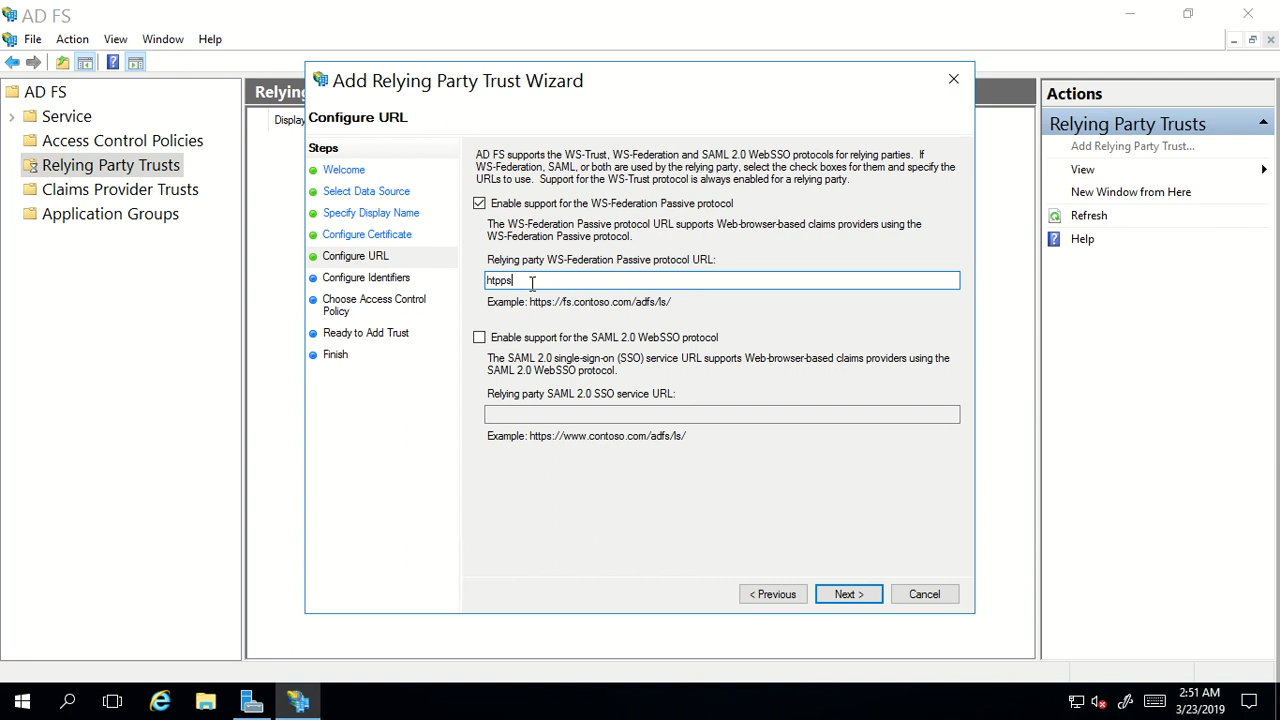 AD FS
File Action View Window Help
AD FS
Service
Access Control Policies
Relying Party Trusts
Claims Provider Trusts
Application Groups
Relying
Display
Add Relying Party Trust Wizard
Configure URL
Steps
Welcome
Select Data Source
Specify Display Name
Configure Certificate
Configure URL
Configure Identifiers
Choose Access Control
Policy
Ready to Add Trust
Finish
AD FS supports the WS-Trust, WS-Federation and SAML 2.0 WebSSO protocols for relying parties. If
WS-Federation, SAML, or both are used by the relying party, select the check boxes for them and specify the
URLs to use. Support for the WS-Trust protocol is always enabled for a relying party.
Enable support for the WS-Federation Passive protocol
The WS-Federation Passive protocol URL supports Web-browser-based claims providers using the
WS-Federation Passive protocol.
Relying party WS-Federation Passive protocol URL:
htpps
Example: https://fs.contoso.com/adfs/ls/
Enable support for the SAML 2.0 WebSSO protocol
The SAML 2.0 single-sign-on (SSO) service URL supports Web-browser-based claims providers using the
SAML 2.0 WebSSO protocol.
Relying party SAML 2.0 SSO service URL:
Example: https://www.contoso.com/adfs/ls/
< Previous Next > Cancel
Actions
Relying Party Trusts
Add Relying Party Trust...
View
New Window from Here
Refresh
Help
2:51 AM
3/23/2019